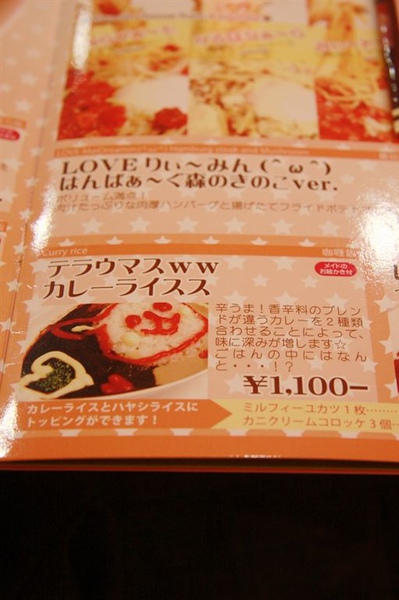 LOVEりぃ～みん(^ω^)
はんばぁ～ぐ森のきのこver.
ボリューム満点！
Curry rice
テラウマスｗｗ
カレーライスス
メイドの
お絵かき付
辛うま！香辛料のブレン
ドが違うカレーを２種類
合わせることによって、
味に深みが増します☆
ごはんの中にはなん
と・・・！？
¥1,100−
カレーライスとハヤシライスに
トッピングができます！
ミルフィーユカツ１枚………
カニクリームコロッケ３個……